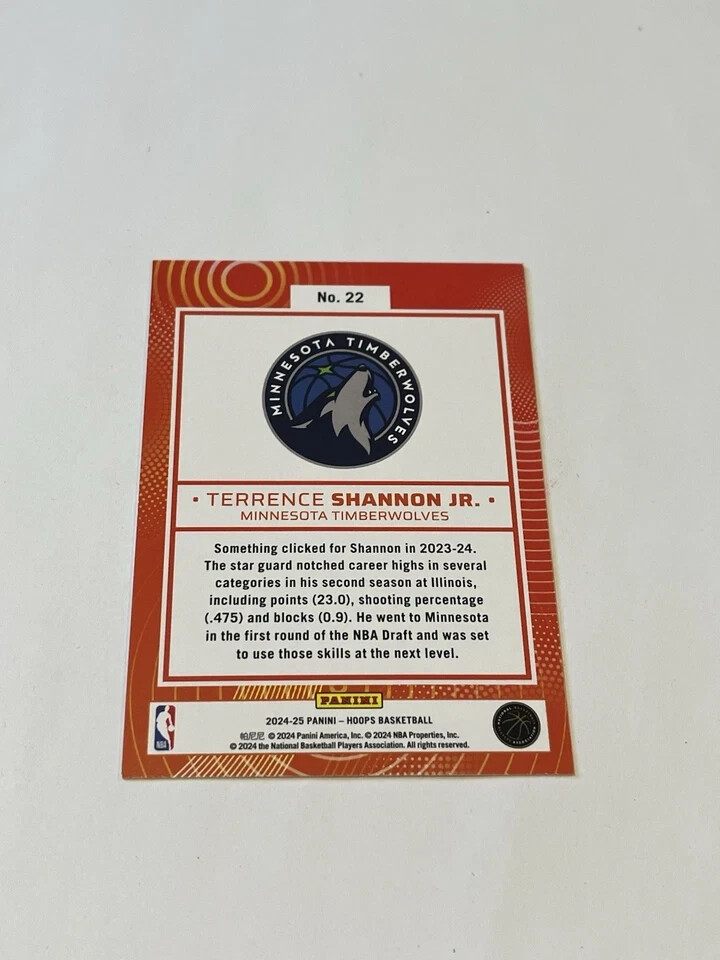 No. 22
MINNESOTA TIMBERWOLVES
• TERRENCE SHANNON JR. •
MINNESOTA TIMBERWOLVES
Something clicked for Shannon in 2023-24.
The star guard notched career highs in several
categories in his second season at Illinois,
including points (23.0), shooting percentage
(.475) and blocks (0.9). He went to Minnesota
in the first round of the NBA Draft and was set
to use those skills at the next level.
PANINI
2024-25 PANINI – HOOPS BASKETBALL
帕尼尼 © 2024 Panini America, Inc. © 2024 NBA Properties, Inc.
© 2024 the National Basketball Players Association. All rights reserved.
NBA